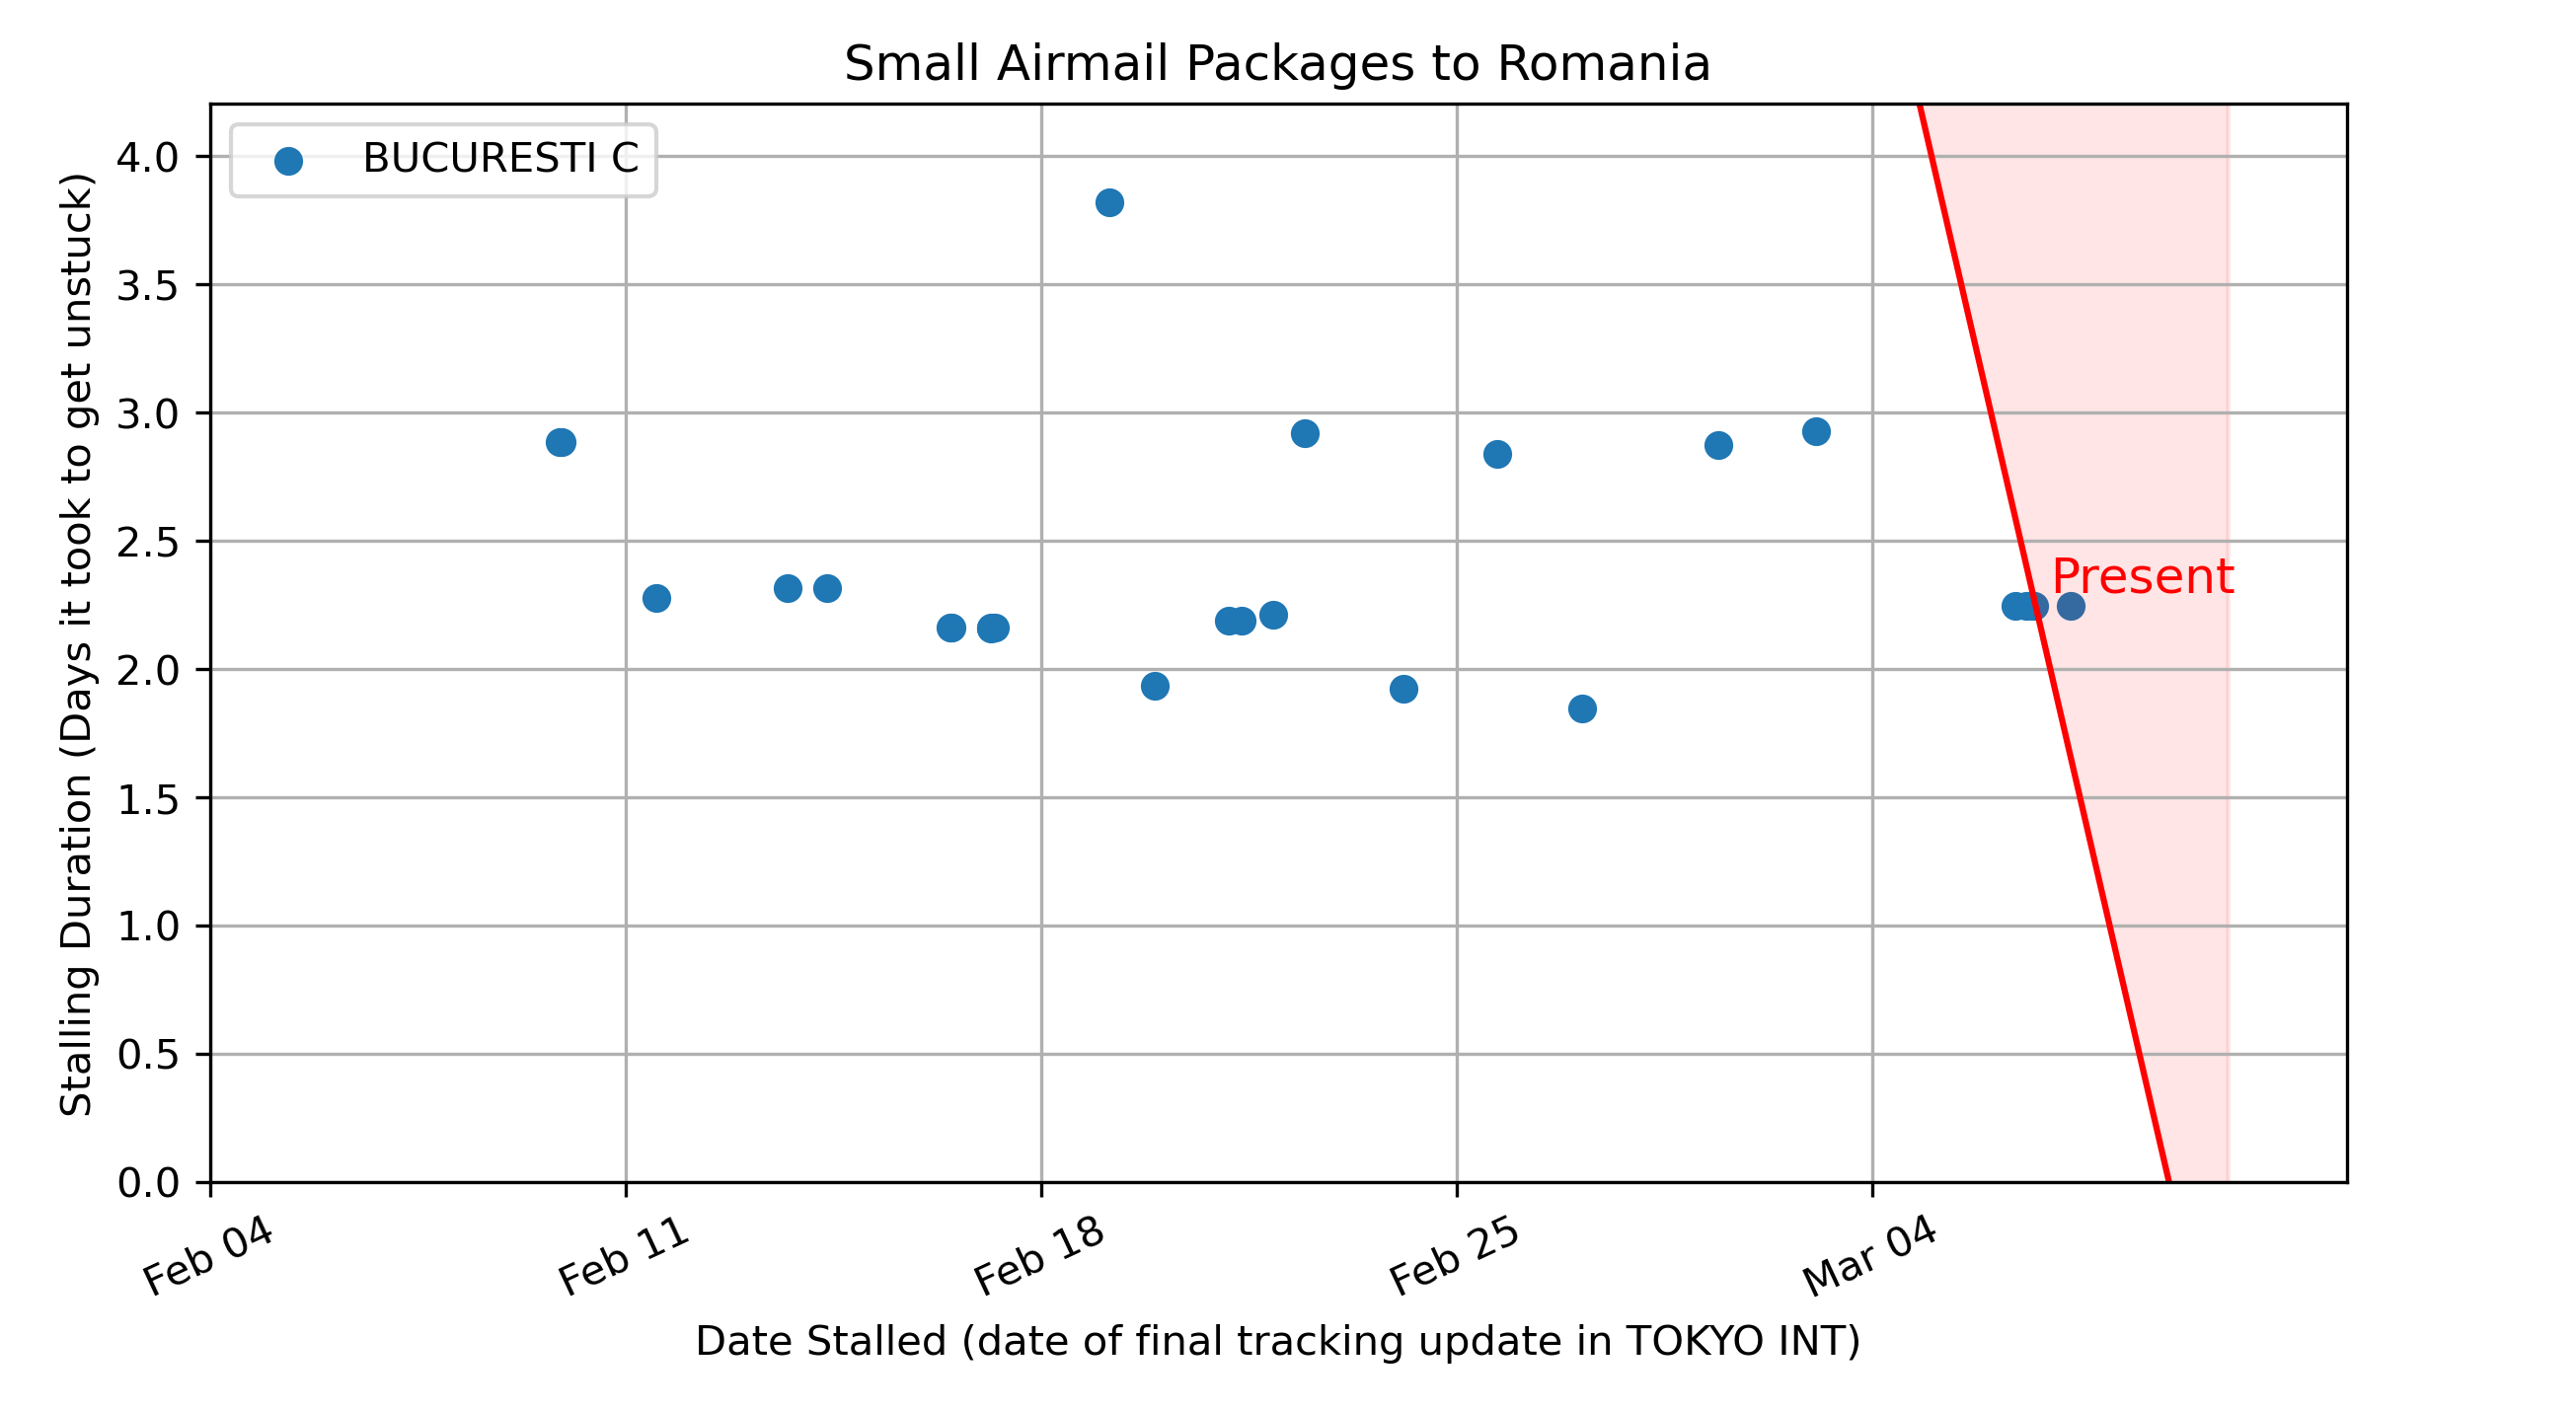 Small Airmail Packages to Romania
BUCURESTI C
Stalling Duration (Days it took to get unstuck)
4.0
3.5
3.0
2.5
2.0
1.5
1.0
0.5
0.0
Present
Feb 04
Feb 11
Feb 18
Feb 25
Mar 04
Date Stalled (date of final tracking update in TOKYO INT)